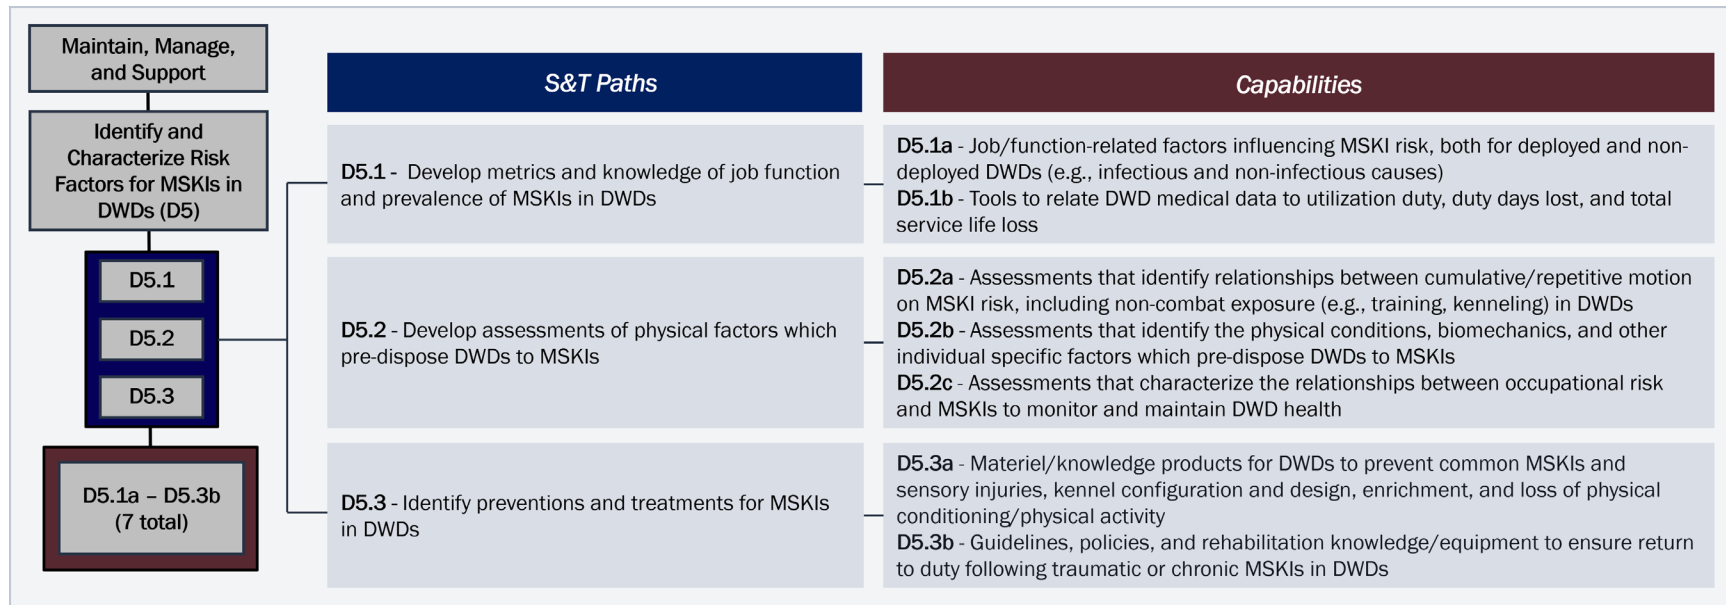 Maintain, Manage,
and Support
Identify and
Characterize Risk
Factors for MSKIs in
DWDs (D5)
D5.1
D5.2
D5.3
D5.1a – D5.3b
(7 total)
S&T Paths
Capabilities
D5.1 - Develop metrics and knowledge of job function
and prevalence of MSKIs in DWDs
D5.1a - Job/function-related factors influencing MSKI risk, both for deployed and non-
deployed DWDs (e.g., infectious and non-infectious causes)
D5.1b - Tools to relate DWD medical data to utilization duty, duty days lost, and total
service life loss
D5.2 - Develop assessments of physical factors which
pre-dispose DWDs to MSKIs
D5.2a - Assessments that identify relationships between cumulative/repetitive motion
on MSKI risk, including non-combat exposure (e.g., training, kenneling) in DWDs
D5.2b - Assessments that identify the physical conditions, biomechanics, and other
individual specific factors which pre-dispose DWDs to MSKIs
D5.2c - Assessments that characterize the relationships between occupational risk
and MSKIs to monitor and maintain DWD health
D5.3 - Identify preventions and treatments for MSKIs
in DWDs
D5.3a - Materiel/knowledge products for DWDs to prevent common MSKIs and
sensory injuries, kennel configuration and design, enrichment, and loss of physical
conditioning/physical activity
D5.3b - Guidelines, policies, and rehabilitation knowledge/equipment to ensure return
to duty following traumatic or chronic MSKIs in DWDs